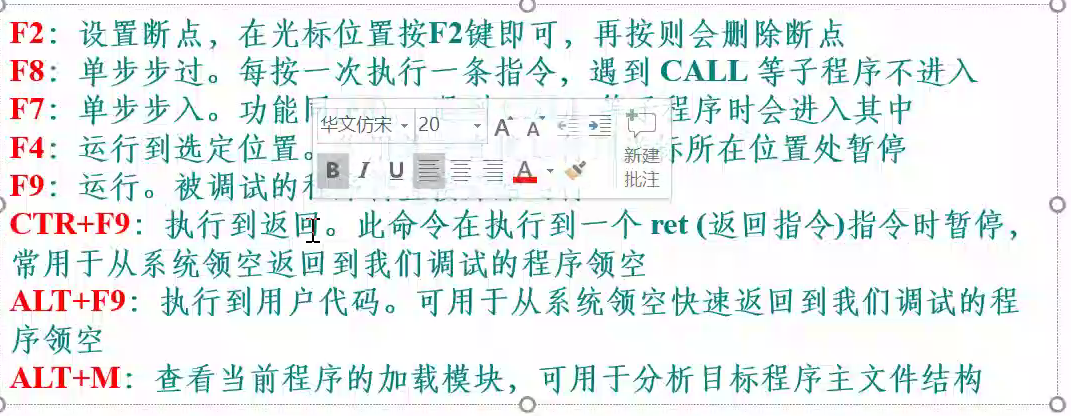 F2：设置断点，在光标位置按F2键即可，再按则会删除断点
F8：单步步过。每按一次执行一条指令，遇到 CALL 等子程序不进入
F7：单步步入。功能 程序时会进入其中
华文仿宋 20
F4：运行到选定位置。 所在位置处暂停
新建
批注
B I U A
F9：运行。被调试的
CTR+F9：执行到返回。此命令在执行到一个 ret (返回指令)指令时暂停，
常用于从系统领空返回到我们调试的程序领空
ALT+F9：执行到用户代码。可用于从系统领空快速返回到我们调试的程
序领空
ALT+M：查看当前程序的加载模块，可用于分析目标程序主文件结构